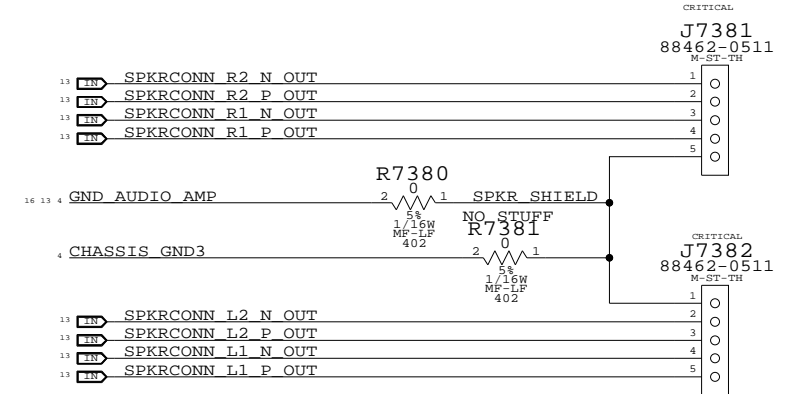 CRITICAL
J7381
88462-0511
M-ST-TH
13 IN SPKRCONN_R2_N_OUT 1
13 IN SPKRCONN_R2_P_OUT 2
13 IN SPKRCONN_R1_N_OUT 3
13 IN SPKRCONN_R1_P_OUT 4
5
R7380
0
16 13 4 GND_AUDIO_AMP 2 1 SPKR_SHIELD
5%
1/16W
MF-LF
402
NO STUFF
R7381
0
4 CHASSIS_GND3 2 1
5%
1/16W
MF-LF
402
CRITICAL
J7382
88462-0511
M-ST-TH
1
13 IN SPKRCONN_L2_N_OUT 2
13 IN SPKRCONN_L2_P_OUT 3
13 IN SPKRCONN_L1_N_OUT 4
13 IN SPKRCONN_L1_P_OUT 5